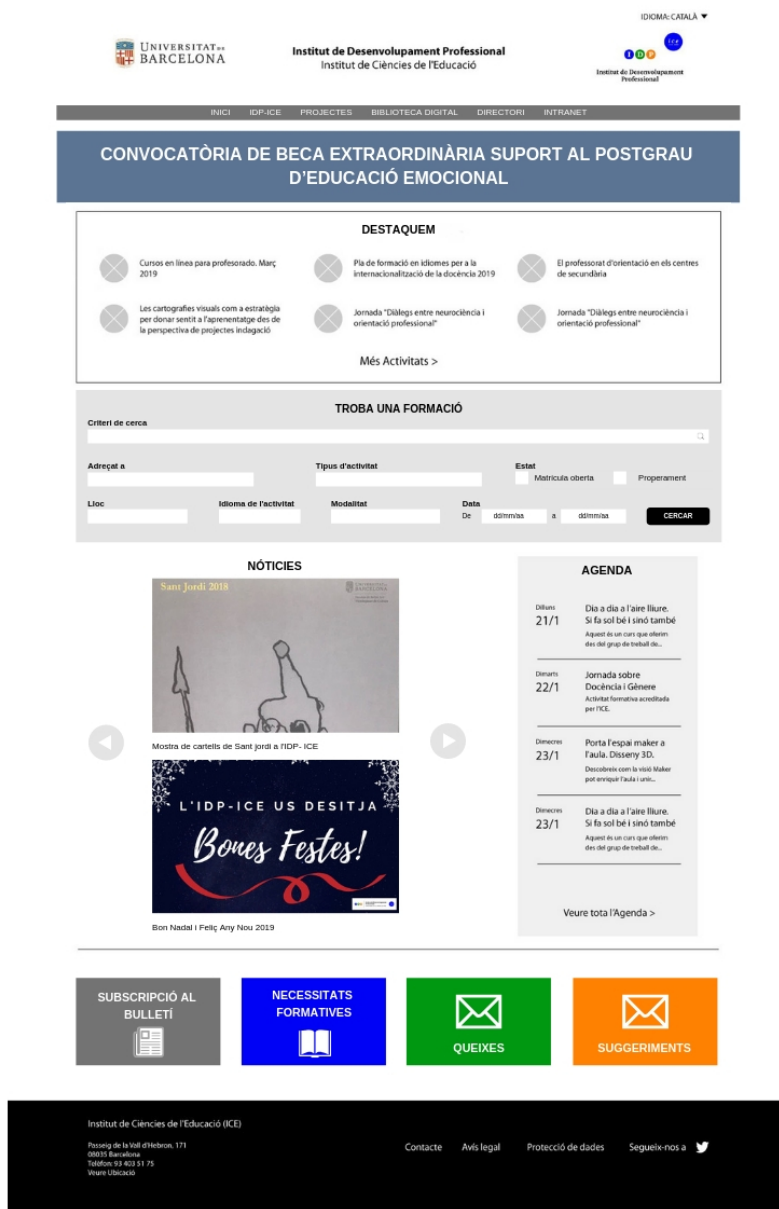 IDIOMA: CATALÀ
UNIVERSITAT DE
BARCELONA
Institut de Desenvolupament Professional
Institut de Ciències de l'Educació
ice
I D P
Institut de Desenvolupament
Professional
INICI IDP-ICE PROJECTES BIBLIOTECA DIGITAL DIRECTORI INTRANET
CONVOCATÒRIA DE BECA EXTRAORDINÀRIA SUPORT AL POSTGRAU
D'EDUCACIÓ EMOCIONAL
DESTAQUEM
Cursos en línea para profesorado. Març
2019
Pla de formació en idiomes per a la
internacionalització de la docència 2019
El professorat d'orientació en els centres
de secundària
Les cartografies visuals com a estratègia
per donar sentit a l'aprenentatge des de
la perspectiva de projectes indagació
Jornada "Diàlegs entre neurociència i
orientació professional"
Jornada "Diàlegs entre neurociència i
orientació professional"
Més Activitats >
TROBA UNA FORMACIÓ
Criteri de cerca
Adreçat a
Tipus d'activitat
Estat
Matrícula oberta
Properament
Lloc
Idioma de l'activitat
Modalitat
Data
De dd/mm/aa a dd/mm/aa
CERCAR
NÓTICIES
Sant Jordi 2018
UNIVERSITAT DE
BARCELONA
Mostra de cartells de Sant jordi a l'IDP- ICE
L'IDP-ICE US DESITJA
Bones Festes!
Bon Nadal i Feliç Any Nou 2019
AGENDA
Dilluns
21/1
Dia a dia a l'aire lliure.
Si fa sol bé i sinó també
Aquest és un curs que oferim
des del grup de treball de...
Dimarts
22/1
Jornada sobre
Docència i Gènere
Activitat formativa acreditada
per l'ICE.
Dimecres
23/1
Porta l'espai maker a
l'aula. Disseny 3D.
Descobreix com la visió Maker
pot enriquir l'aula i unir...
Dimecres
23/1
Dia a dia a l'aire lliure.
Si fa sol bé i sinó també
Aquest és un curs que oferim
des del grup de treball de...
Veure tota l'Agenda >
SUBSCRIPCIÓ AL
BULLETÍ
NECESSITATS
FORMATIVES
QUEIXES
SUGGERIMENTS
Institut de Ciències de l'Educació (ICE)
Passeig de la Vall d'Hebron, 171
08035 Barcelona
Telèfon: 93 403 51 75
Veure Ubicació
Contacte Avís legal Protecció de dades Segueix-nos a